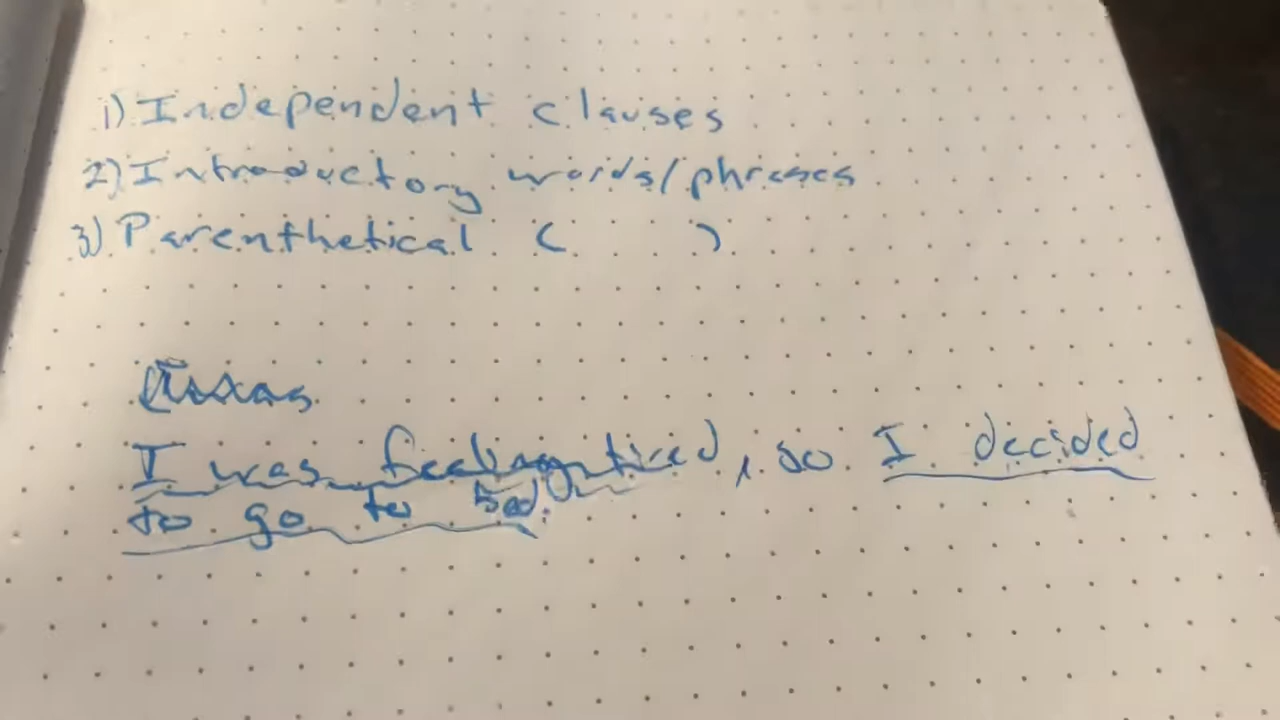 1) Independent clauses
2) Introductory words/phrases
3) Parenthetical ( )
I was feeling tired, so I decided
to go to bed.